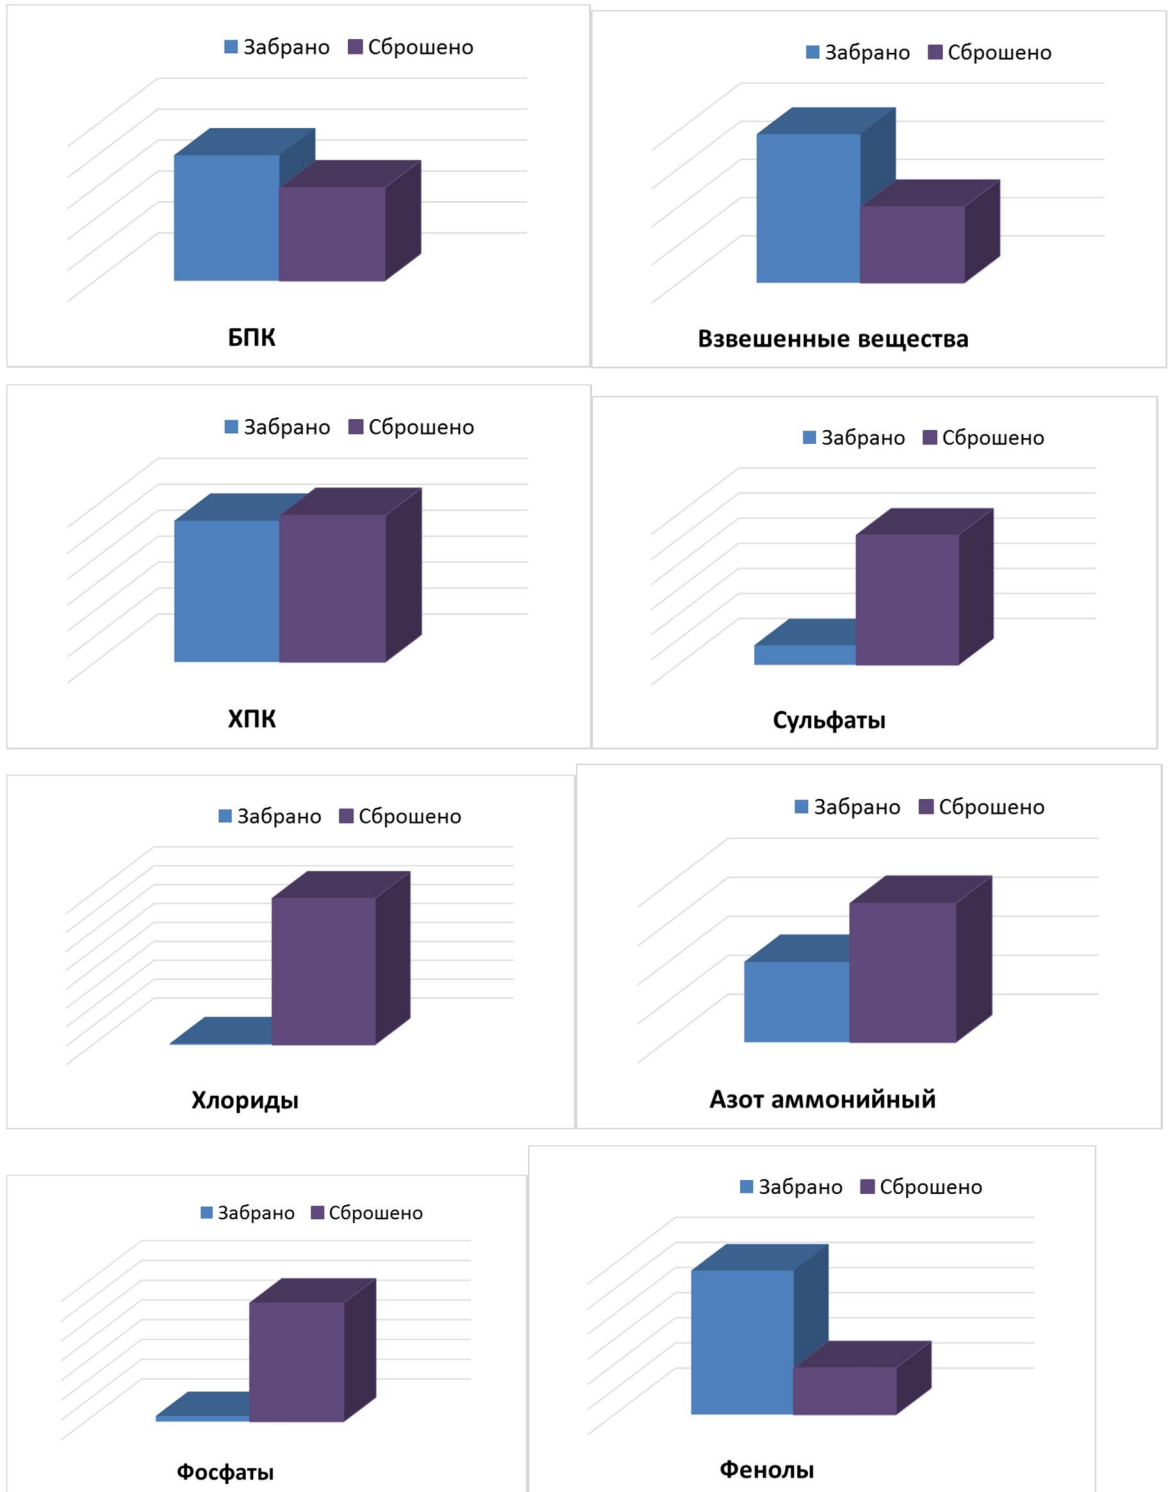 Забрано Сброшено
БПК
Забрано Сброшено
Взвешенные вещества
Забрано Сброшено
ХПК
Забрано Сброшено
Сульфаты
Забрано Сброшено
Хлориды
Забрано Сброшено
Азот аммонийный
Забрано Сброшено
Фосфаты
Забрано Сброшено
Фенолы